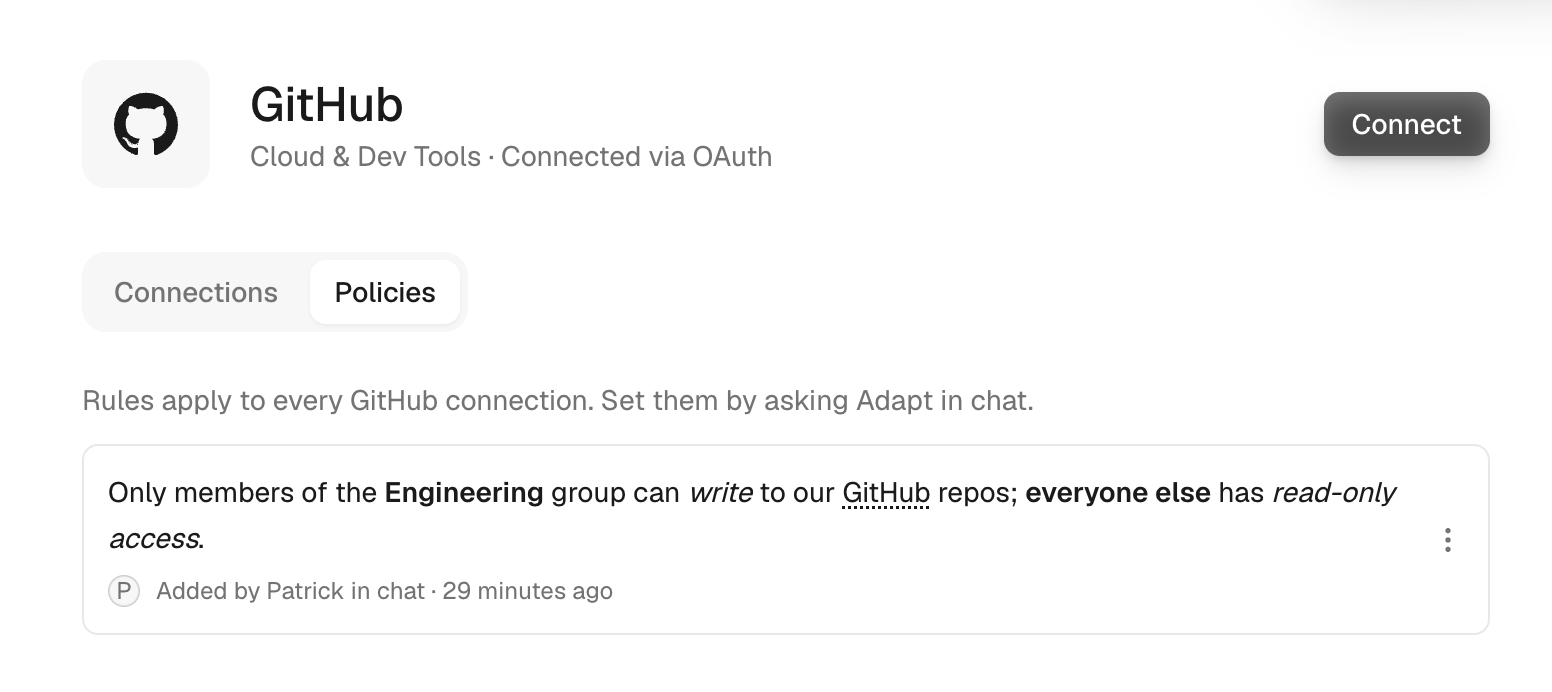 GitHub
Cloud & Dev Tools · Connected via OAuth
Connect
Connections
Policies
Rules apply to every GitHub connection. Set them by asking Adapt in chat.
Only members of the Engineering group can write to our GitHub repos; everyone else has read-only
access.
P
Added by Patrick in chat · 29 minutes ago